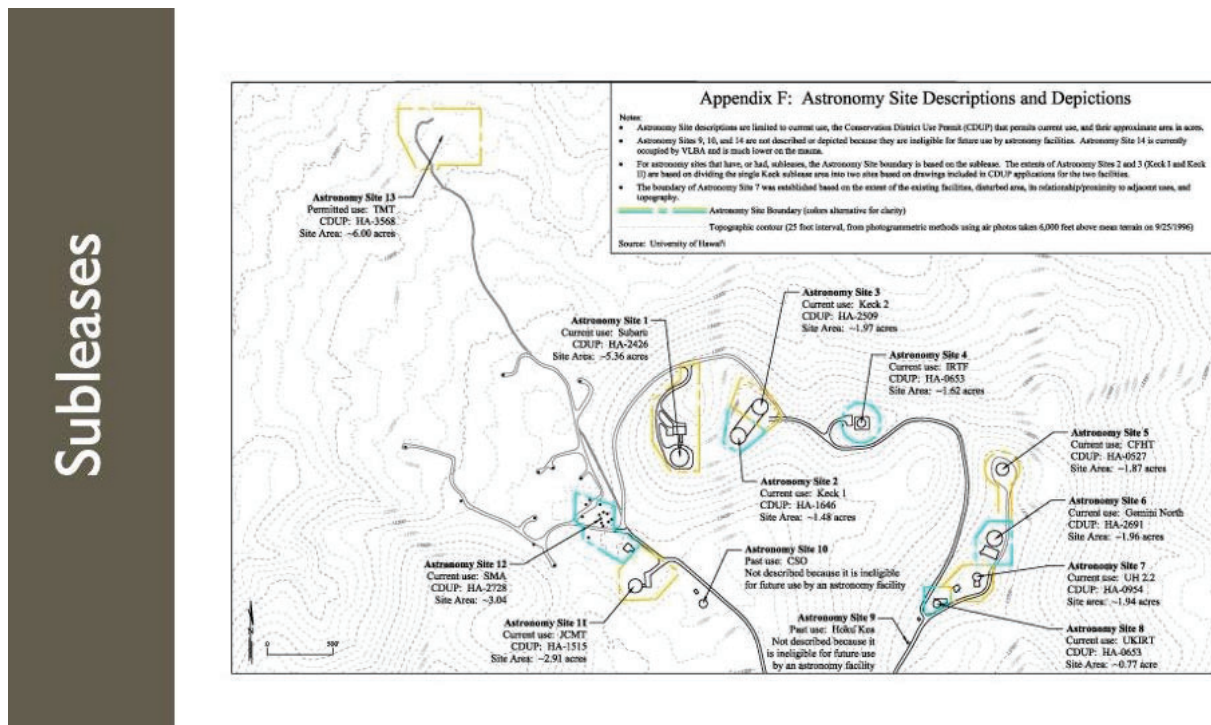 Subleases
Appendix F: Astronomy Site Descriptions and Depictions
Notes:
• Astronomy Site descriptions are limited to current use, the Conservation District Use Permit (CDUP) that permits current use, and their approximate area in acres.
• Astronomy Sites 9, 10, and 14 are not described or depicted because they are ineligible for future use by astronomy facilities. Astronomy Site 14 is currently
occupied by VLBA and is much lower on the mauna.
• For astronomy sites that have, or had, subleases, the Astronomy Site boundary is based on the sublease. The extents of Astronomy Sites 2 and 3 (Keck I and Keck
II) are based on dividing the single Keck sublease area into two sites based on drawings included in CDUP applications for the two facilities.
• The boundary of Astronomy Site 7 was established based on the extent of the existing facilities, disturbed area, its relationship/proximity to adjacent uses, and
topography.
Astronomy Site Boundary (colors alternative for clarity)
Topographic contour (25 foot interval, from photogrammetric methods using air photos takes 6,000 feet above mean terrain on 9/25/1996)
Source: University of Hawai'i
Astronomy Site 13
Permitted use: TMT
CDUP: HA-3568
Site Area: ~6.00 acres
Astronomy Site 3
Current use: Keck 2
CDUP: HA-2509
Site Area: ~1.97 acres
Astronomy Site 1
Current use: Subaru
CDUP: HA-2426
Site Area: ~5.36 acres
Astronomy Site 4
Current use: IRTF
CDUP: HA-0653
Site Area: ~1.62 acres
Astronomy Site 5
Current use: CFHT
CDUP: HA-0527
Site Area: ~1.87 acres
Astronomy Site 2
Current use: Keck 1
CDUP: HA-1646
Site Area: ~1.48 acres
Astronomy Site 6
Current use: Gemini North
CDUP: HA-2691
Site Area: ~1.96 acres
Astronomy Site 10
Past use: CSO
Not described because it is ineligible
for future use by an astronomy facility
Astronomy Site 12
Current use: SMA
CDUP: HA-2728
Site Area: ~3.04
Astronomy Site 7
Current use: UH 2.2
CDUP: HA-0954
Site area: ~1.94 acres
Astronomy Site 11
Current use: JCMT
CDUP: HA-1515
Site Area: ~2.91 acres
Astronomy Site 9
Past use: Hoku Kea
Not described because it
is ineligible for future use
by an astronomy facility
Astronomy Site 8
Current use: UKIRT
CDUP: HA-0653
Site Area: ~0.77 acre
0 500'